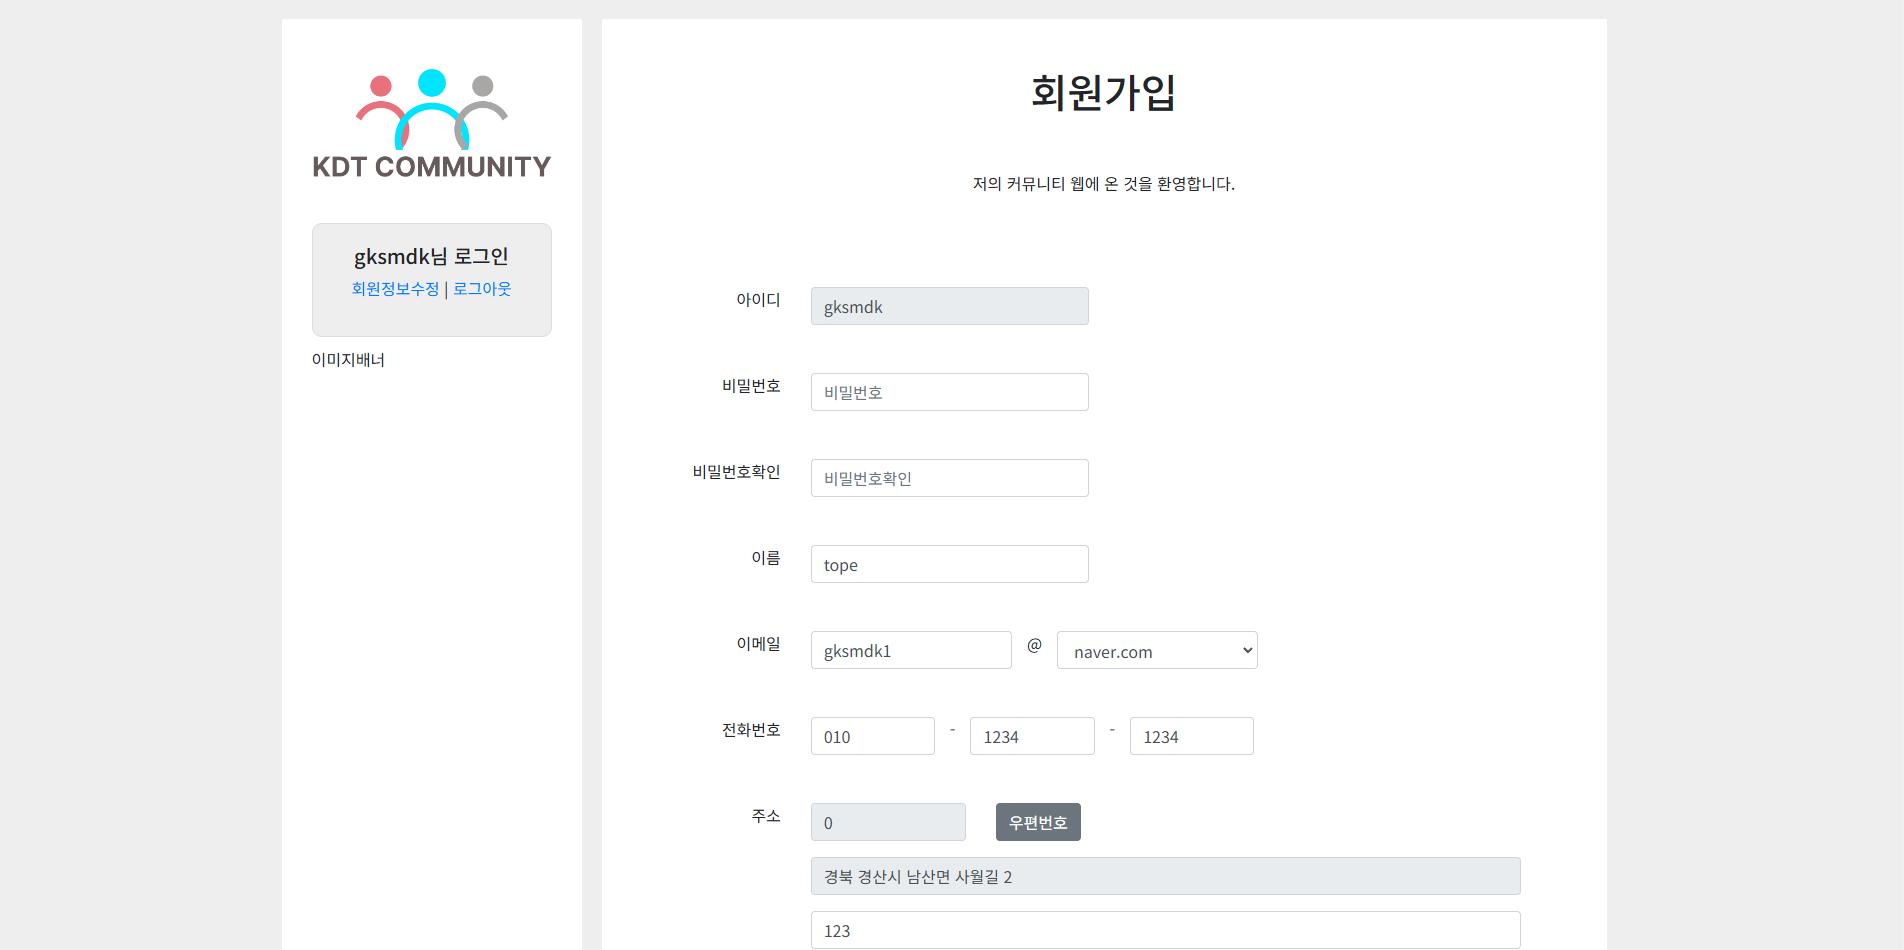 KDT COMMUNITY
gksmdk님 로그인
회원정보수정 | 로그아웃
이미지배너
회원가입
저의 커뮤니티 웹에 온 것을 환영합니다.
아이디 gksmdk
비밀번호 비밀번호
비밀번호확인 비밀번호확인
이름 tope
이메일 gksmdk1 @ naver.com
전화번호 010 - 1234 - 1234
주소 0 우편번호
경북 경산시 남산면 사월길 2
123